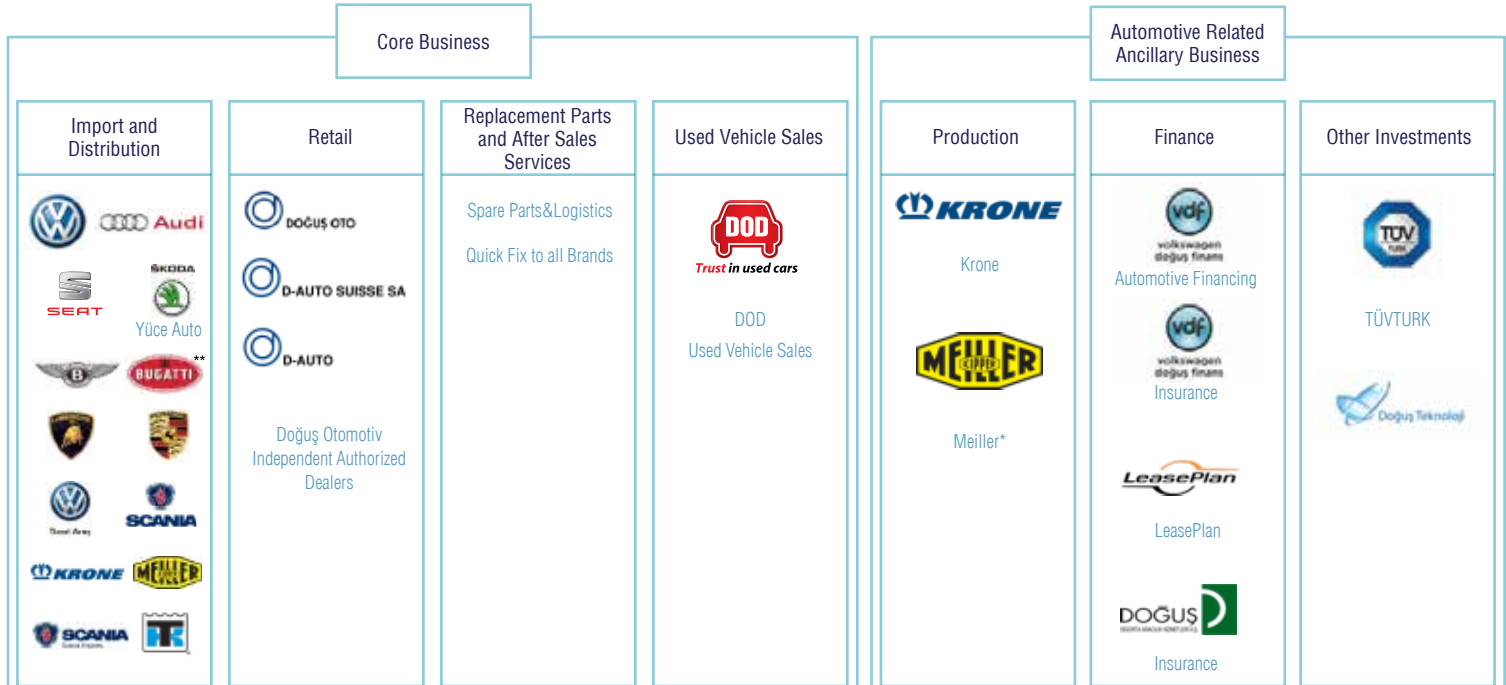 Core Business
Automotive Related
Ancillary Business
Import and
Distribution
Audi
SEAT
ŠKODA
Yüce Auto
B
BUGATTI
**
SCANIA
KRONE
MEILLER
SCANIA
Retail
DOĞUŞ OTO
D-AUTO SUISSE SA
D-AUTO
Doğuş Otomotiv
Independent Authorized
Dealers
Replacement Parts
and After Sales
Services
Spare Parts&Logistics
Quick Fix to all Brands
Used Vehicle Sales
DOD
Trust in used cars
DOD
Used Vehicle Sales
Production
KRONE
Krone
MEILLER
KIPPER
Meiller*
Finance
vdf
volkswagen
doğuş finans
Automotive Financing
vdf
volkswagen
doğuş finans
Insurance
LeasePlan
LeasePlan
DOĞUŞ
Insurance
Other Investments
TÜV
TURK
TÜVTURK
Doğuş Teknoloji